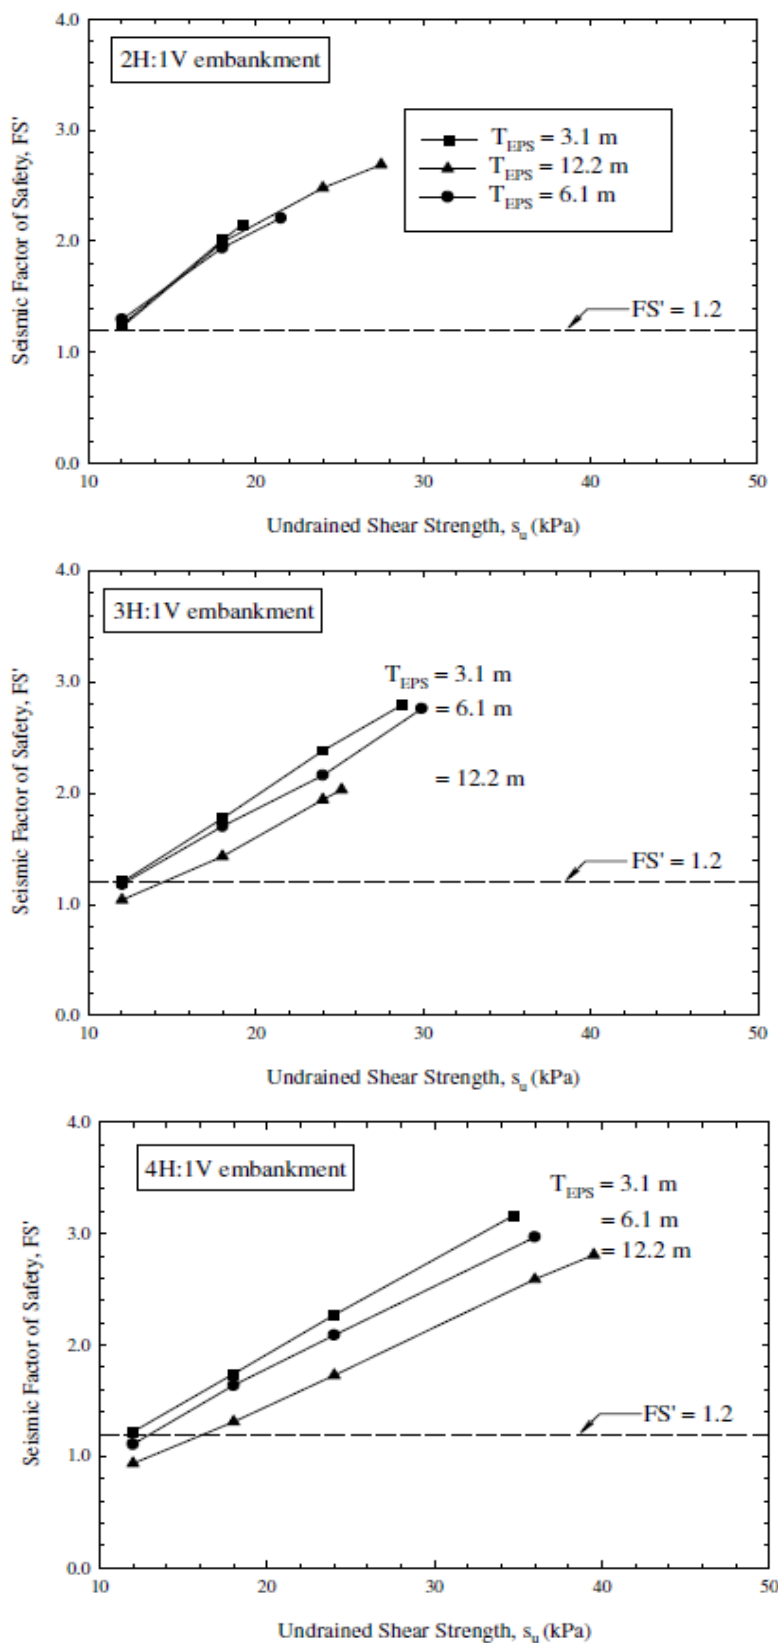 4.0
2H:1V embankment
T_EPS = 3.1 m
T_EPS = 12.2 m
T_EPS = 6.1 m
3.0
2.0
FS' = 1.2
1.0
0.0
10 20 30 40 50
Seismic Factor of Safety, FS'
Undrained Shear Strength, s_u (kPa)
4.0
3H:1V embankment
T_EPS = 3.1 m
3.0
= 6.1 m
= 12.2 m
2.0
FS' = 1.2
1.0
0.0
10 20 30 40 50
Seismic Factor of Safety, FS'
Undrained Shear Strength, s_u (kPa)
4.0
4H:1V embankment
T_EPS = 3.1 m
3.0
= 6.1 m
= 12.2 m
2.0
FS' = 1.2
1.0
0.0
10 20 30 40 50
Seismic Factor of Safety, FS'
Undrained Shear Strength, s_u (kPa)